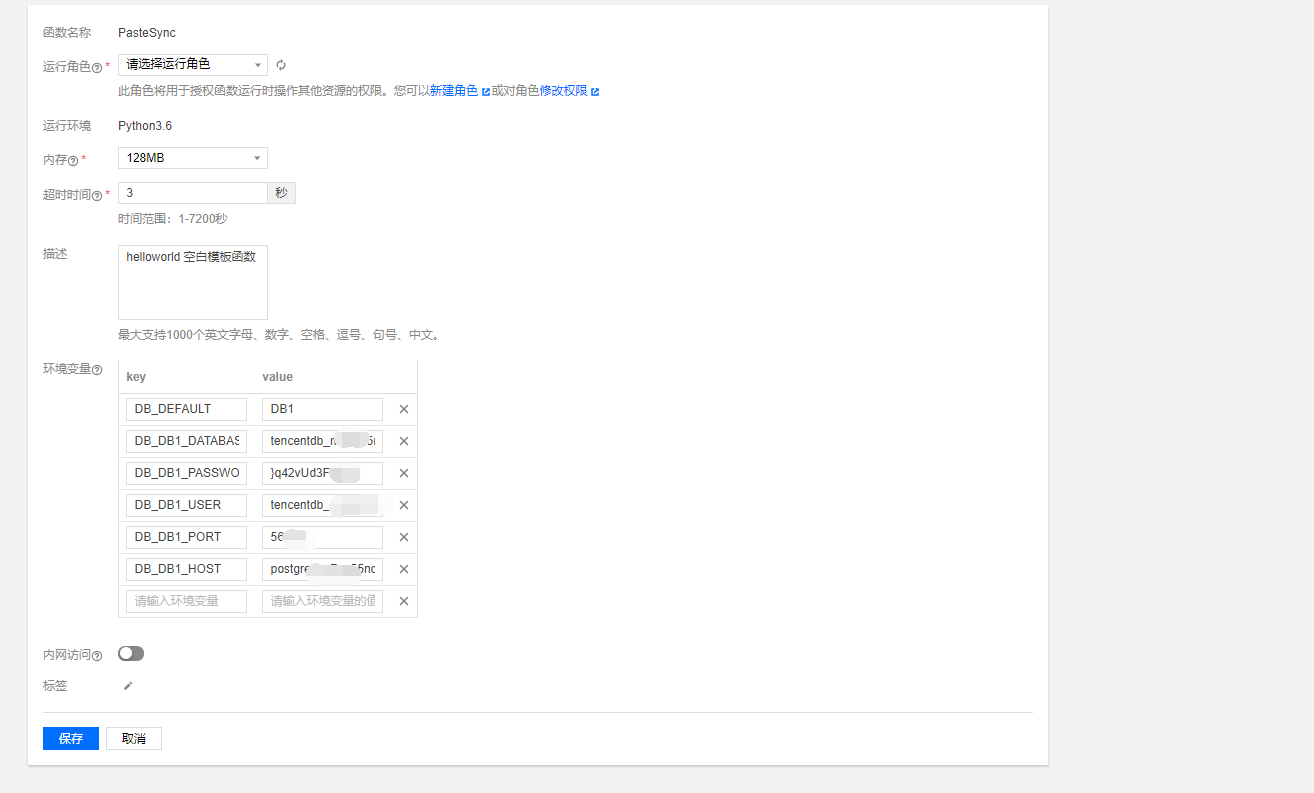 函数名称 PasteSync
运行角色 * 请选择运行角色
此角色将用于授权函数运行时操作其他资源的权限。您可以新建角色 或对角色修改权限
运行环境 Python3.6
内存 * 128MB
超时时间 * 3 秒
时间范围：1-7200秒
描述 helloworld 空白模板函数
最大支持1000个英文字母、数字、空格、逗号、句号、中文。
环境变量
key value
DB_DEFAULT DB1
DB_DB1_DATABAS tencentdb_
DB_DB1_PASSWO }q42vUd3F
DB_DB1_USER tencentdb_
DB_DB1_PORT 56
DB_DB1_HOST postgre
请输入环境变量 请输入环境变量的值
内网访问
标签
保存 取消